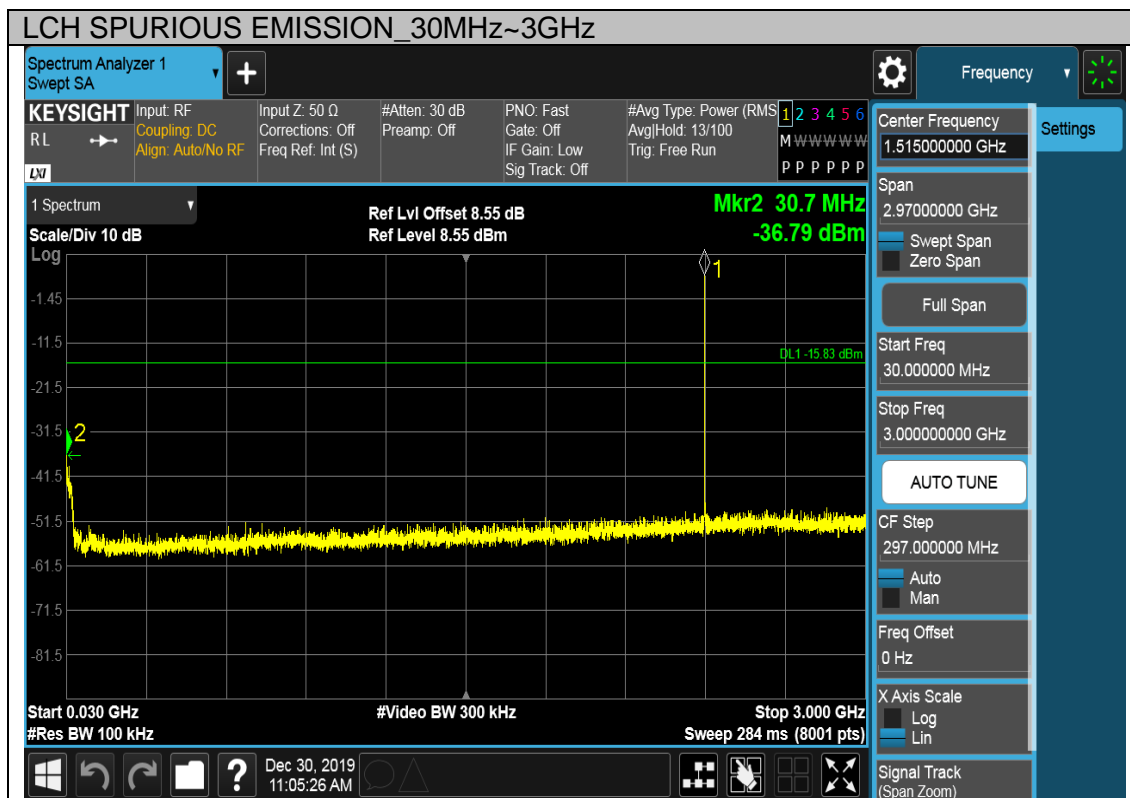 LCH SPURIOUS EMISSION_30MHz~3GHz
Spectrum Analyzer 1
Swept SA
Frequency
KEYSIGHT
RL
LXI
Input: RF
Coupling: DC
Align: Auto/No RF
Input Z: 50 Ω
Corrections: Off
Freq Ref: Int (S)
#Atten: 30 dB
Preamp: Off
PNO: Fast
Gate: Off
IF Gain: Low
Sig Track: Off
#Avg Type: Power (RMS
Avg|Hold: 13/100
Trig: Free Run
1 2 3 4 5 6
M W W W W W
P P P P P P
1 Spectrum
Scale/Div 10 dB
Ref Lvl Offset 8.55 dB
Ref Level 8.55 dBm
Mkr2 30.7 MHz
-36.79 dBm
Log
1
-1.45
-11.5
DL1 -15.83 dBm
-21.5
-31.5
2
-41.5
-51.5
-61.5
-71.5
-81.5
Start 0.030 GHz
#Video BW 300 kHz
Stop 3.000 GHz
#Res BW 100 kHz
Sweep 284 ms (8001 pts)
?
Dec 30, 2019
11:05:26 AM
Center Frequency
1.515000000 GHz
Settings
Span
2.97000000 GHz
Swept Span
Zero Span
Full Span
Start Freq
30.000000 MHz
Stop Freq
3.000000000 GHz
AUTO TUNE
CF Step
297.000000 MHz
Auto
Man
Freq Offset
0 Hz
X Axis Scale
Log
Lin
Signal Track
(Span Zoom)